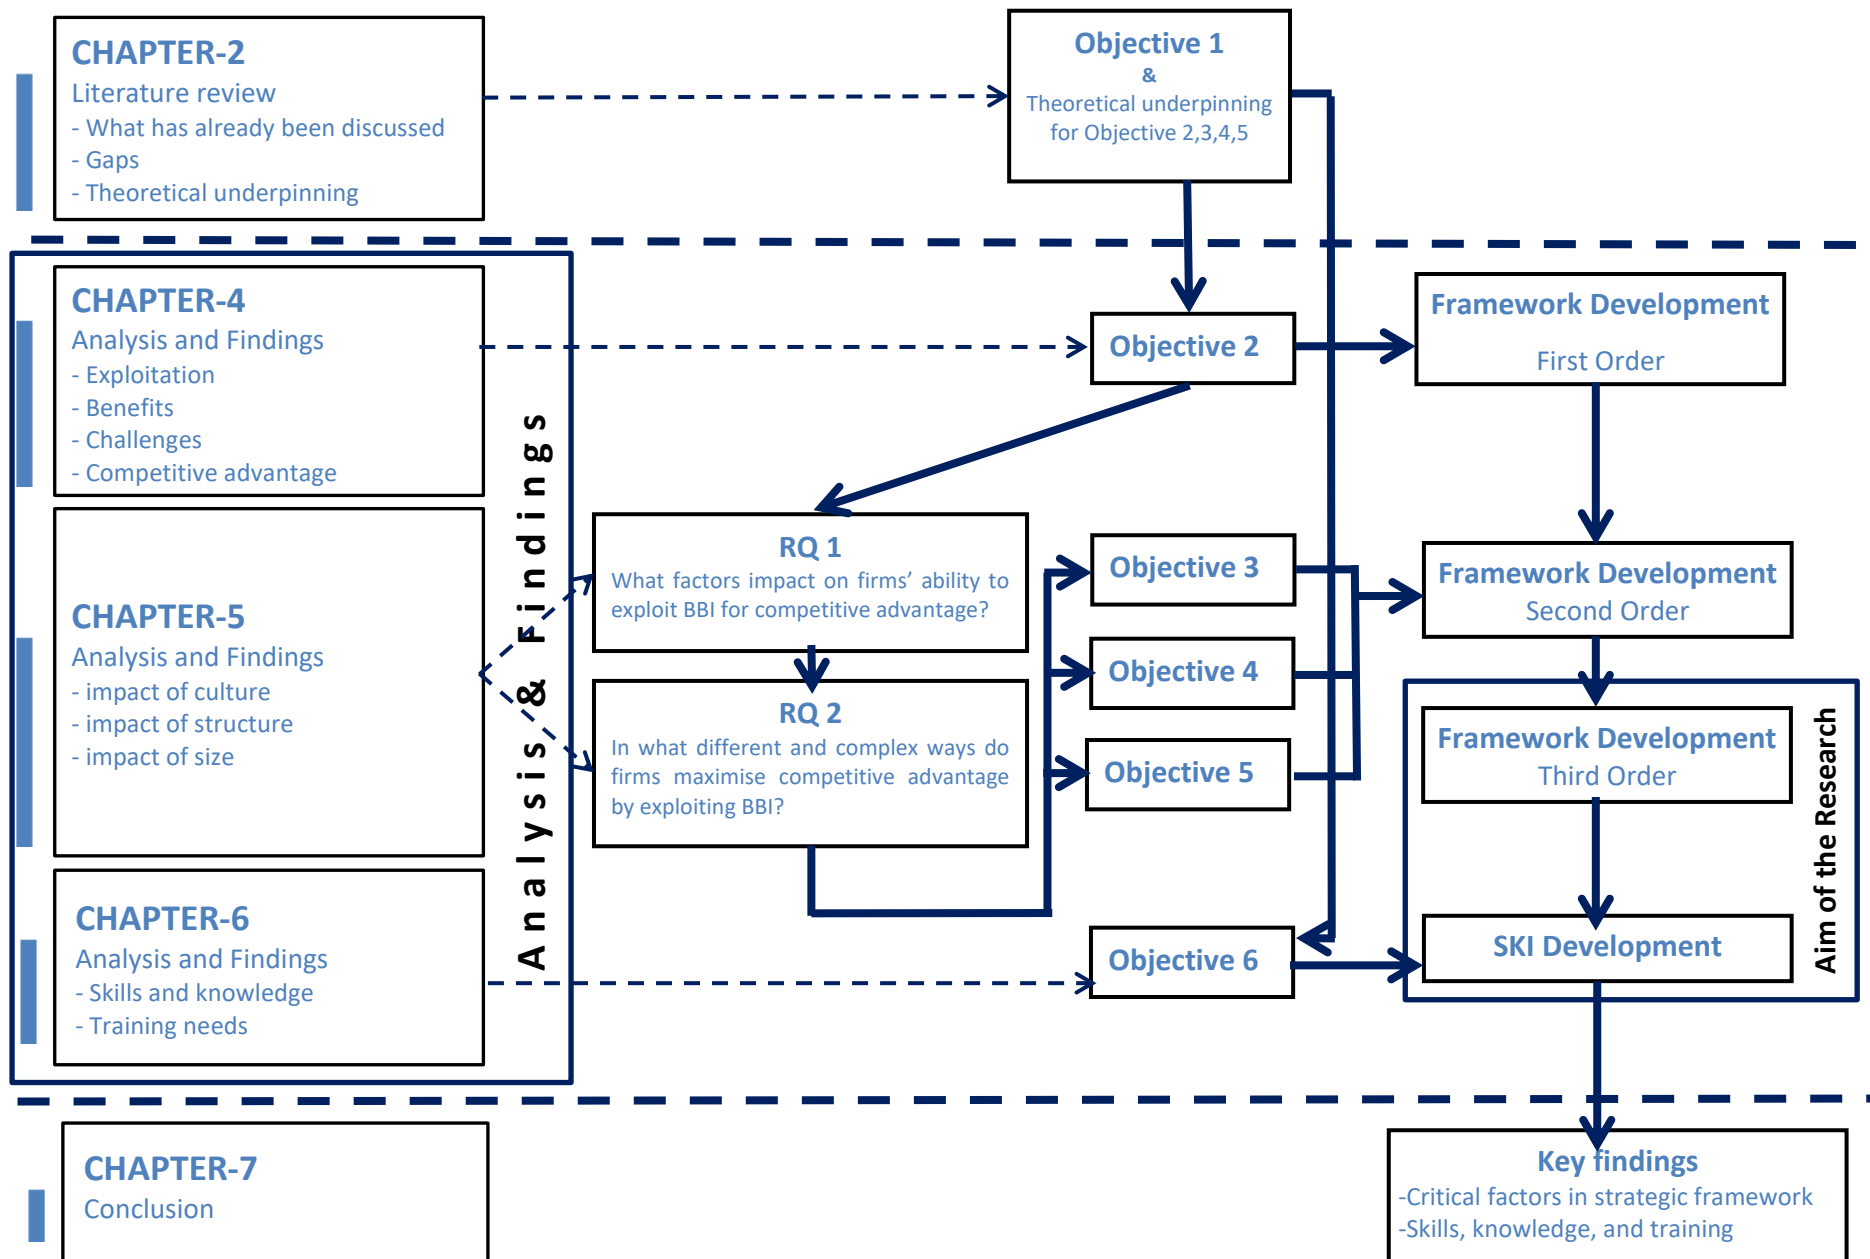 CHAPTER-2
Literature review
- What has already been discussed
- Gaps
- Theoretical underpinning
Objective 1
&
Theoretical underpinning
for Objective 2,3,4,5
CHAPTER-4
Analysis and Findings
- Exploitation
- Benefits
- Challenges
- Competitive advantage
Objective 2
Framework Development
First Order
Analysis & Findings
CHAPTER-5
Analysis and Findings
- impact of culture
- impact of structure
- impact of size
RQ 1
What factors impact on firms' ability to
exploit BBI for competitive advantage?
RQ 2
In what different and complex ways do
firms maximise competitive advantage
by exploiting BBI?
Objective 3
Objective 4
Objective 5
Framework Development
Second Order
Framework Development
Third Order
Aim of the Research
CHAPTER-6
Analysis and Findings
- Skills and knowledge
- Training needs
Objective 6
SKI Development
CHAPTER-7
Conclusion
Key findings
-Critical factors in strategic framework
-Skills, knowledge, and training